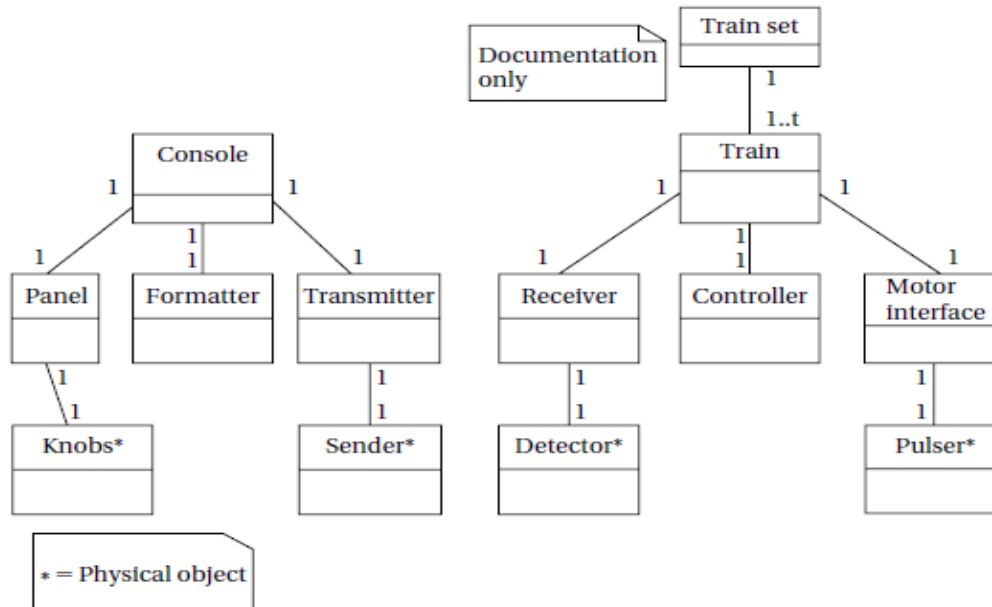 Train set
Documentation
only
1
1..t
Console
Train
1
1
1
1
1
1
1
1
1
1
1
1
Panel
Formatter
Transmitter
Receiver
Controller
Motor
interface
1
1
1
1
1
1
1
1
Knobs*
Sender*
Detector*
Pulser*
* = Physical object